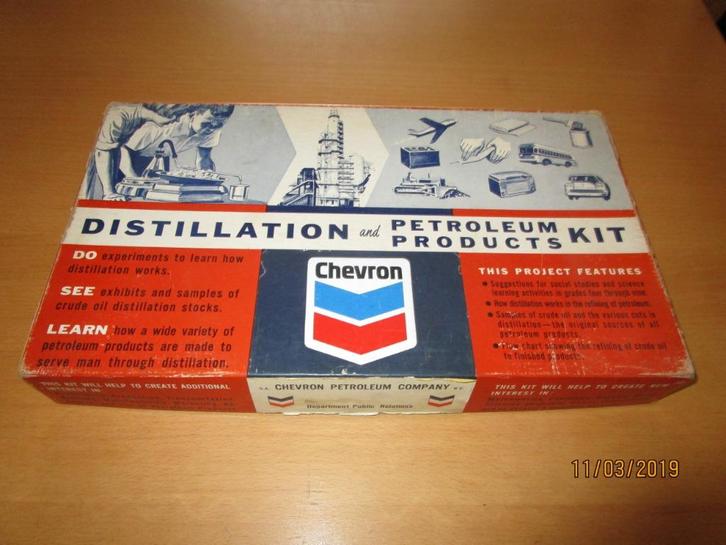 DISTILLATION and PETROLEUM PRODUCTS KIT
DO experiments to learn how
distillation works.
SEE exhibits and samples of
crude oil distillation stocks.
LEARN how a wide variety of
petroleum products are made to
serve man through distillation.
Chevron
THIS PROJECT FEATURES
• Suggestions for social studies and science
learning activities in grades four through nine.
• How distillation works in the refining of petroleum.
• Samples of crude oil and the various cuts in
distillation—the original sources of all
petroleum products.
• Flow chart showing the refining of crude oil
to finished products.
THIS KIT WILL HELP TO CREATE ADDITIONAL
INTEREST IN:
CHEVRON PETROLEUM COMPANY
Department Public Relations
THIS KIT WILL HELP TO CREATE NEW
INTEREST IN:
11/03/2019